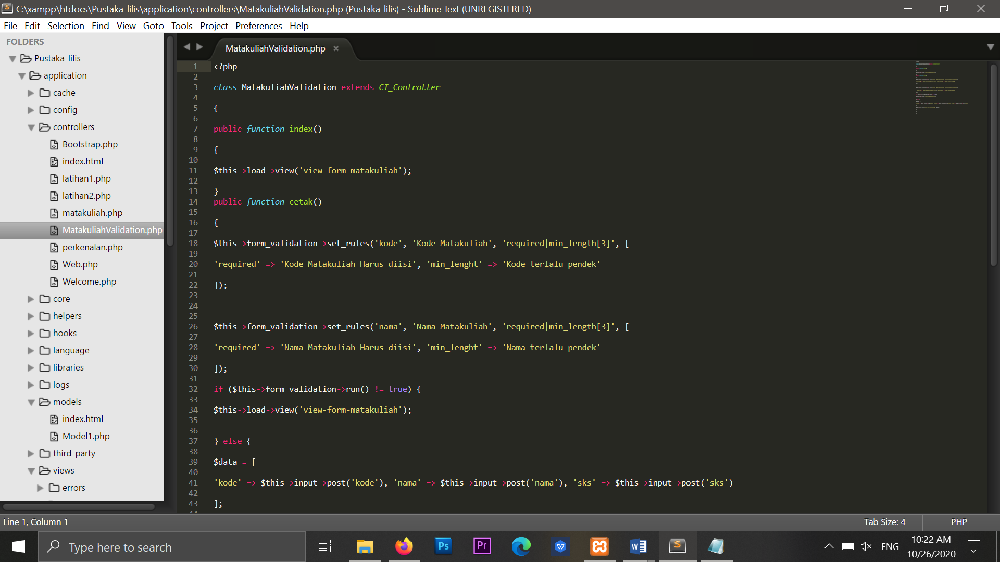 C:\xampp\htdocs\Pustaka_lilis\application\controllers\MatakuliahValidation.php (Pustaka_lilis) - Sublime Text (UNREGISTERED)
File Edit Selection Find View Goto Tools Project Preferences Help
FOLDERS
Pustaka_lilis
application
cache
config
controllers
Bootstrap.php
index.html
latihan1.php
latihan2.php
matakuliah.php
MatakuliahValidation.php
perkenalan.php
Web.php
Welcome.php
core
helpers
hooks
language
libraries
logs
models
index.html
Model1.php
third_party
views
errors
MatakuliahValidation.php
1 <?php
2
3 class MatakuliahValidation extends CI_Controller
4
5 {
6
7 public function index()
8
9 {
10
11 $this->load->view('view-form-matakuliah');
12
13 }
14 public function cetak()
15
16 {
17
18 $this->form_validation->set_rules('kode', 'Kode Matakuliah', 'required|min_length[3]', [
19
20 'required' => 'Kode Matakuliah Harus diisi', 'min_lenght' => 'Kode terlalu pendek'
21
22 ]);
23
24
25
26 $this->form_validation->set_rules('nama', 'Nama Matakuliah', 'required|min_length[3]', [
27
28 'required' => 'Nama Matakuliah Harus diisi', 'min_lenght' => 'Nama terlalu pendek'
29
30 ]);
31
32 if ($this->form_validation->run() != true) {
33
34 $this->load->view('view-form-matakuliah');
35
36
37 } else {
38
39 $data = [
40
41 'kode' => $this->input->post('kode'), 'nama' => $this->input->post('nama'), 'sks' => $this->input->post('sks')
42
43 ];
44
Line 1, Column 1
Tab Size: 4
PHP
Type here to search
Ps
Pr
ENG
10:22 AM
10/26/2020